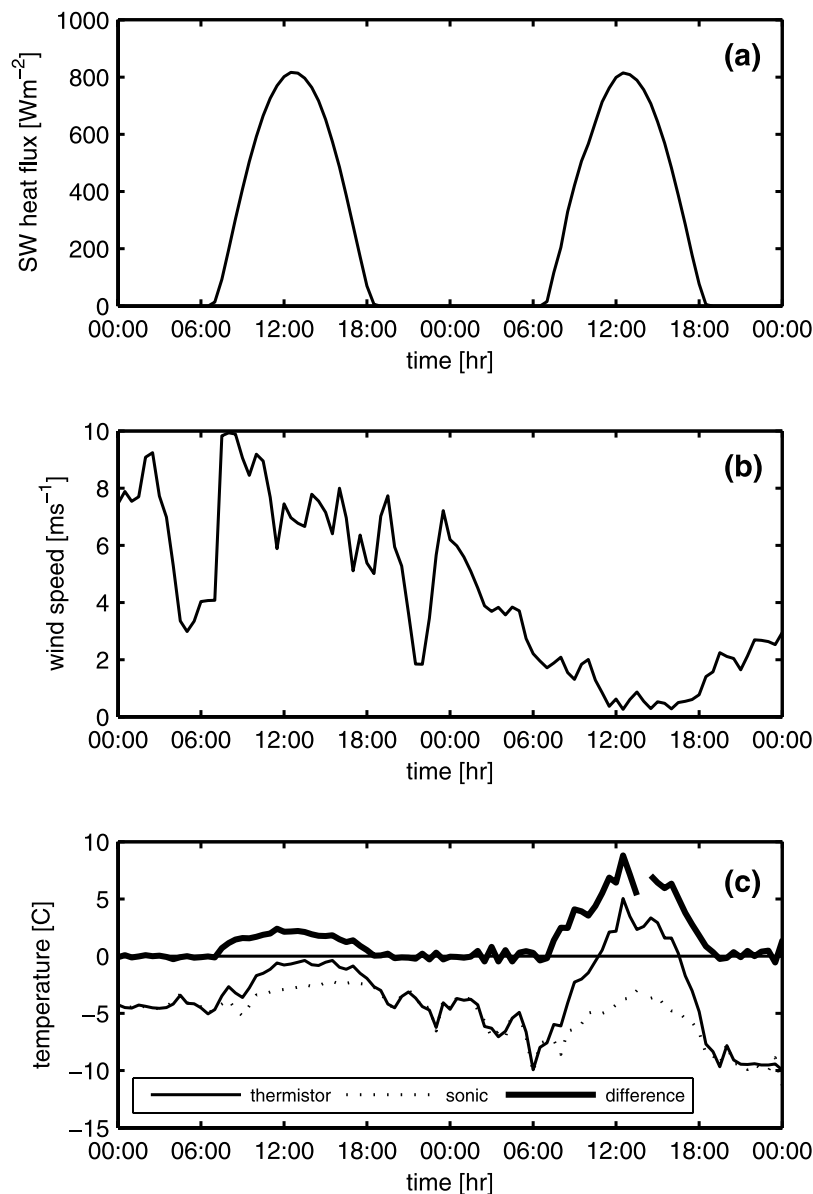 1000
800
600
400
200
0
SW heat flux [Wm−2]
(a)
00:00 06:00 12:00 18:00 00:00 06:00 12:00 18:00 00:00
time [hr]
10
8
6
4
2
0
wind speed [ms−1]
(b)
00:00 06:00 12:00 18:00 00:00 06:00 12:00 18:00 00:00
time [hr]
10
5
0
−5
−10
−15
temperature [C]
(c)
thermistor sonic difference
00:00 06:00 12:00 18:00 00:00 06:00 12:00 18:00 00:00
time [hr]